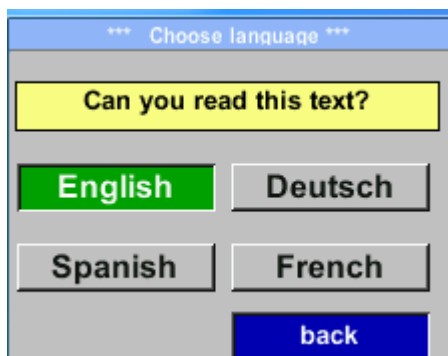 *** Choose language ***
Can you read this text?
English Deutsch
Spanish French
back